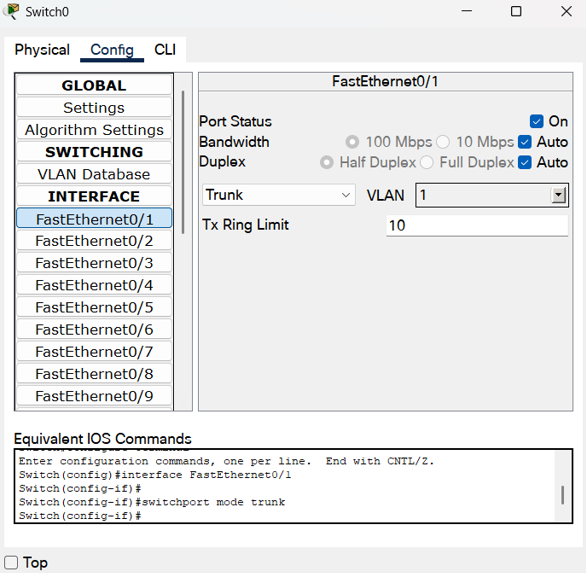 Switch0
Physical Config CLI
GLOBAL
Settings
Algorithm Settings
SWITCHING
VLAN Database
INTERFACE
FastEthernet0/1
FastEthernet0/2
FastEthernet0/3
FastEthernet0/4
FastEthernet0/5
FastEthernet0/6
FastEthernet0/7
FastEthernet0/8
FastEthernet0/9
FastEthernet0/1
Port Status On
Bandwidth 100 Mbps 10 Mbps Auto
Duplex Half Duplex Full Duplex Auto
Trunk VLAN 1
Tx Ring Limit 10
Equivalent IOS Commands
Enter configuration commands, one per line. End with CNTL/Z.
Switch(config)#interface FastEthernet0/1
Switch(config-if)#
Switch(config-if)#switchport mode trunk
Switch(config-if)#
Top